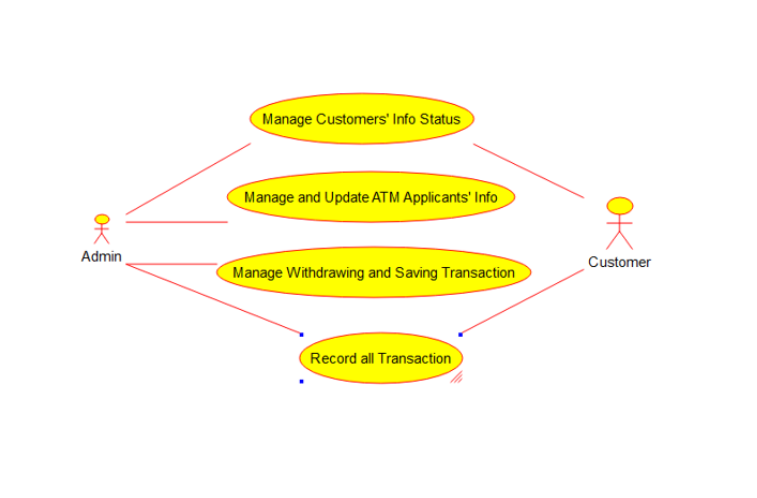 Manage Customers' Info Status
Manage and Update ATM Applicants' Info
Admin
Customer
Manage Withdrawing and Saving Transaction
Record all Transaction